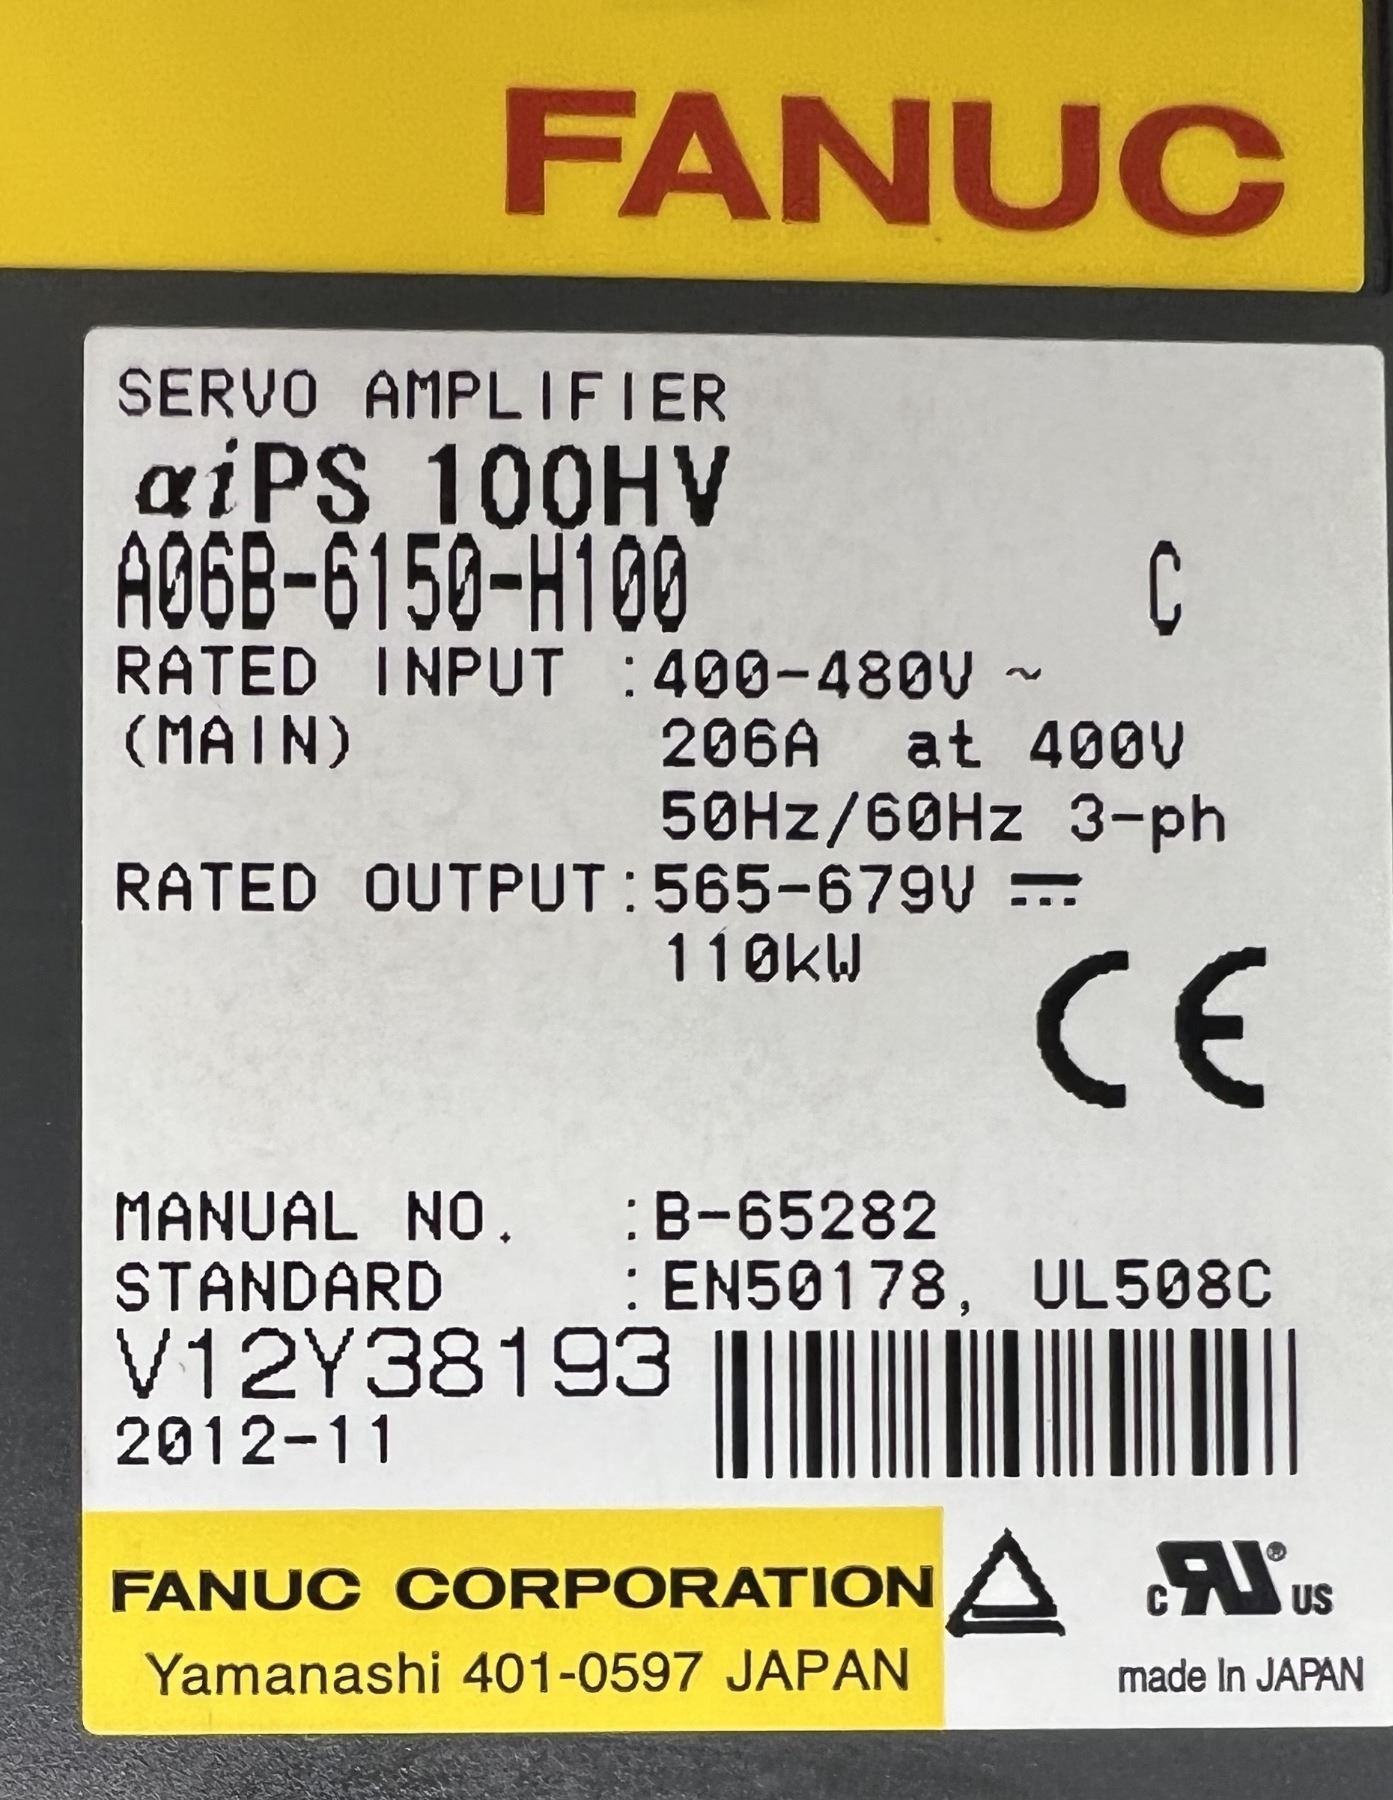 FANUC
SERVO AMPLIFIER
αiPS 100HV
A06B-6150-H100 C
RATED INPUT :400-480V ~
(MAIN) 206A at 400V
50Hz/60Hz 3-ph
RATED OUTPUT:565-679V ⎓
110kW
CE
MANUAL NO. :B-65282
STANDARD :EN50178, UL508C
V12Y38193
2012-11
FANUC CORPORATION
Yamanashi 401-0597 JAPAN
c RU ® US
made In JAPAN